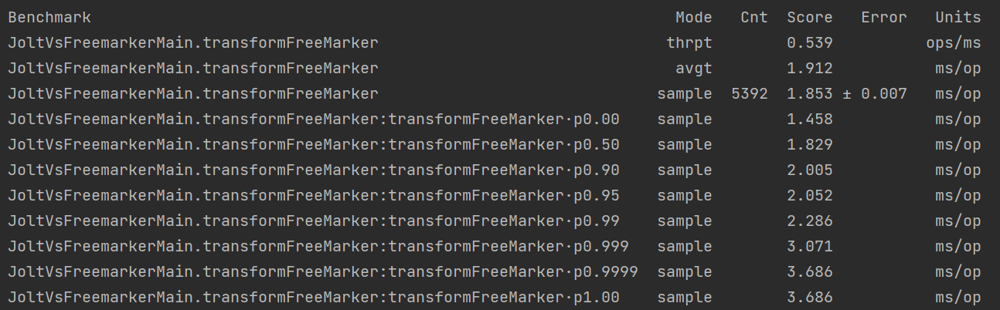 Benchmark Mode Cnt Score Error Units
JoltVsFreemarkerMain.transformFreeMarker thrpt 0.539 ops/ms
JoltVsFreemarkerMain.transformFreeMarker avgt 1.912 ms/op
JoltVsFreemarkerMain.transformFreeMarker sample 5392 1.853 ± 0.007 ms/op
JoltVsFreemarkerMain.transformFreeMarker:transformFreeMarker·p0.00 sample 1.458 ms/op
JoltVsFreemarkerMain.transformFreeMarker:transformFreeMarker·p0.50 sample 1.829 ms/op
JoltVsFreemarkerMain.transformFreeMarker:transformFreeMarker·p0.90 sample 2.005 ms/op
JoltVsFreemarkerMain.transformFreeMarker:transformFreeMarker·p0.95 sample 2.052 ms/op
JoltVsFreemarkerMain.transformFreeMarker:transformFreeMarker·p0.99 sample 2.286 ms/op
JoltVsFreemarkerMain.transformFreeMarker:transformFreeMarker·p0.999 sample 3.071 ms/op
JoltVsFreemarkerMain.transformFreeMarker:transformFreeMarker·p0.9999 sample 3.686 ms/op
JoltVsFreemarkerMain.transformFreeMarker:transformFreeMarker·p1.00 sample 3.686 ms/op